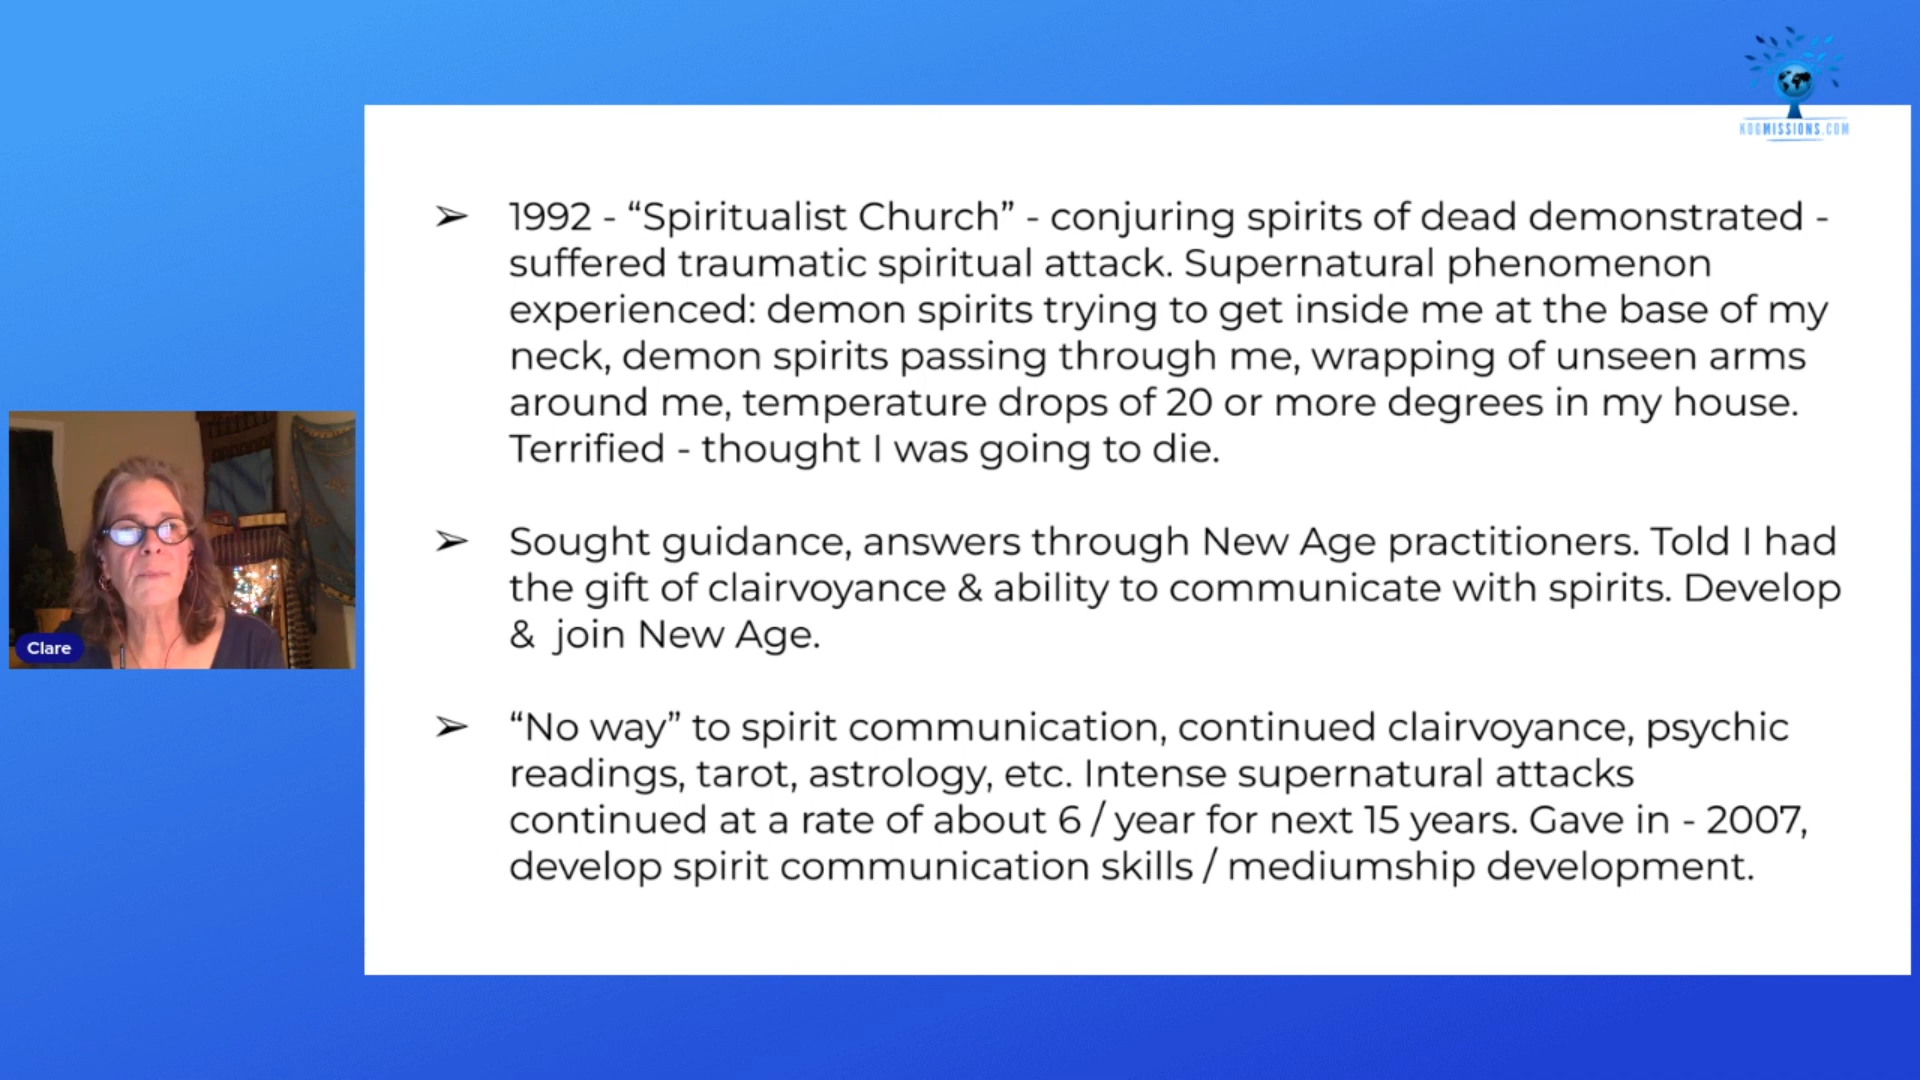 KOGMISSIONS.COM
➢ 1992 - “Spiritualist Church” - conjuring spirits of dead demonstrated -
suffered traumatic spiritual attack. Supernatural phenomenon
experienced: demon spirits trying to get inside me at the base of my
neck, demon spirits passing through me, wrapping of unseen arms
around me, temperature drops of 20 or more degrees in my house.
Terrified - thought I was going to die.
➢ Sought guidance, answers through New Age practitioners. Told I had
the gift of clairvoyance & ability to communicate with spirits. Develop
& join New Age.
➢ “No way” to spirit communication, continued clairvoyance, psychic
readings, tarot, astrology, etc. Intense supernatural attacks
continued at a rate of about 6 / year for next 15 years. Gave in - 2007,
develop spirit communication skills / mediumship development.
Clare